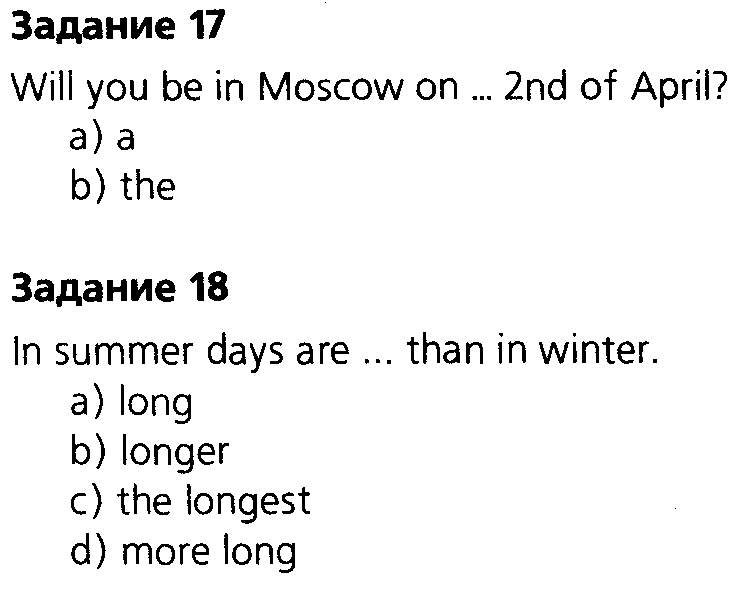 Задание 17
Will you be in Moscow on ... 2nd of April?
a) a
b) the
Задание 18
In summer days are ... than in winter.
a) long
b) longer
c) the longest
d) more long